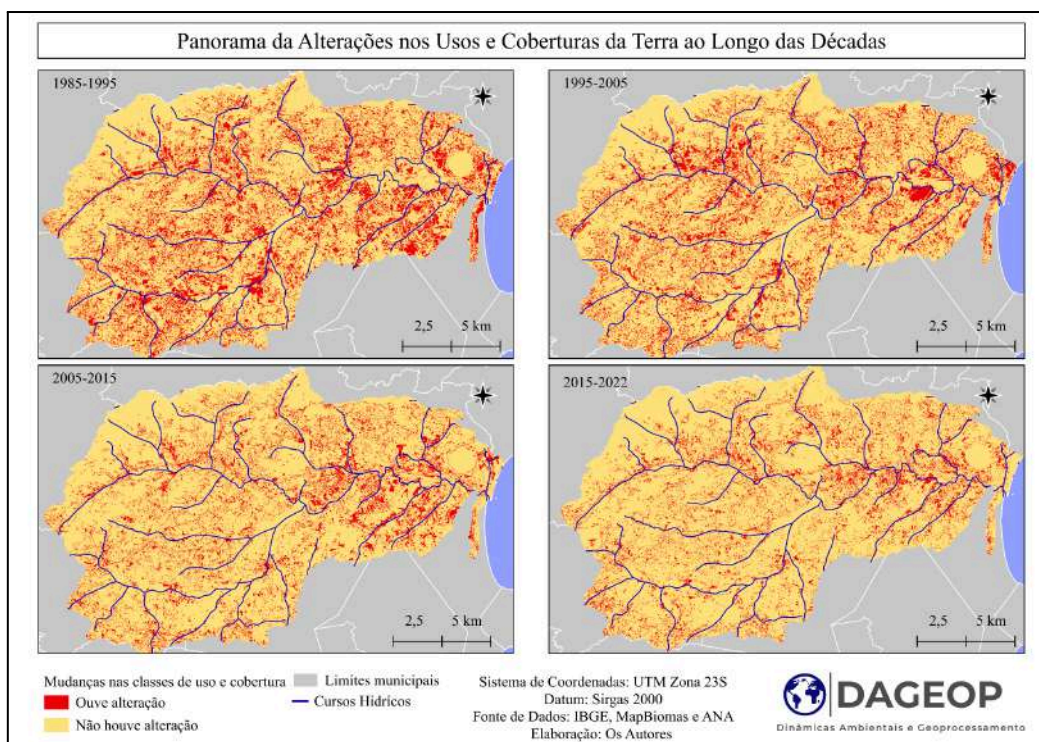 Panorama da Alterações nos Usos e Coberturas da Terra ao Longo das Décadas
1985-1995
1995-2005
2,5 5 km
2,5 5 km
2005-2015
2015-2022
2,5 5 km
2,5 5 km
Mudanças nas classes de uso e cobertura
Ouve alteração
Não houve alteração
Limites municipais
Cursos Hídricos
Sistema de Coordenadas: UTM Zona 23S
Datum: Sirgas 2000
Fonte de Dados: IBGE, MapBiomas e ANA
Elaboração: Os Autores
DAGEOP
Dinâmicas Ambientais e Geoprocessamento